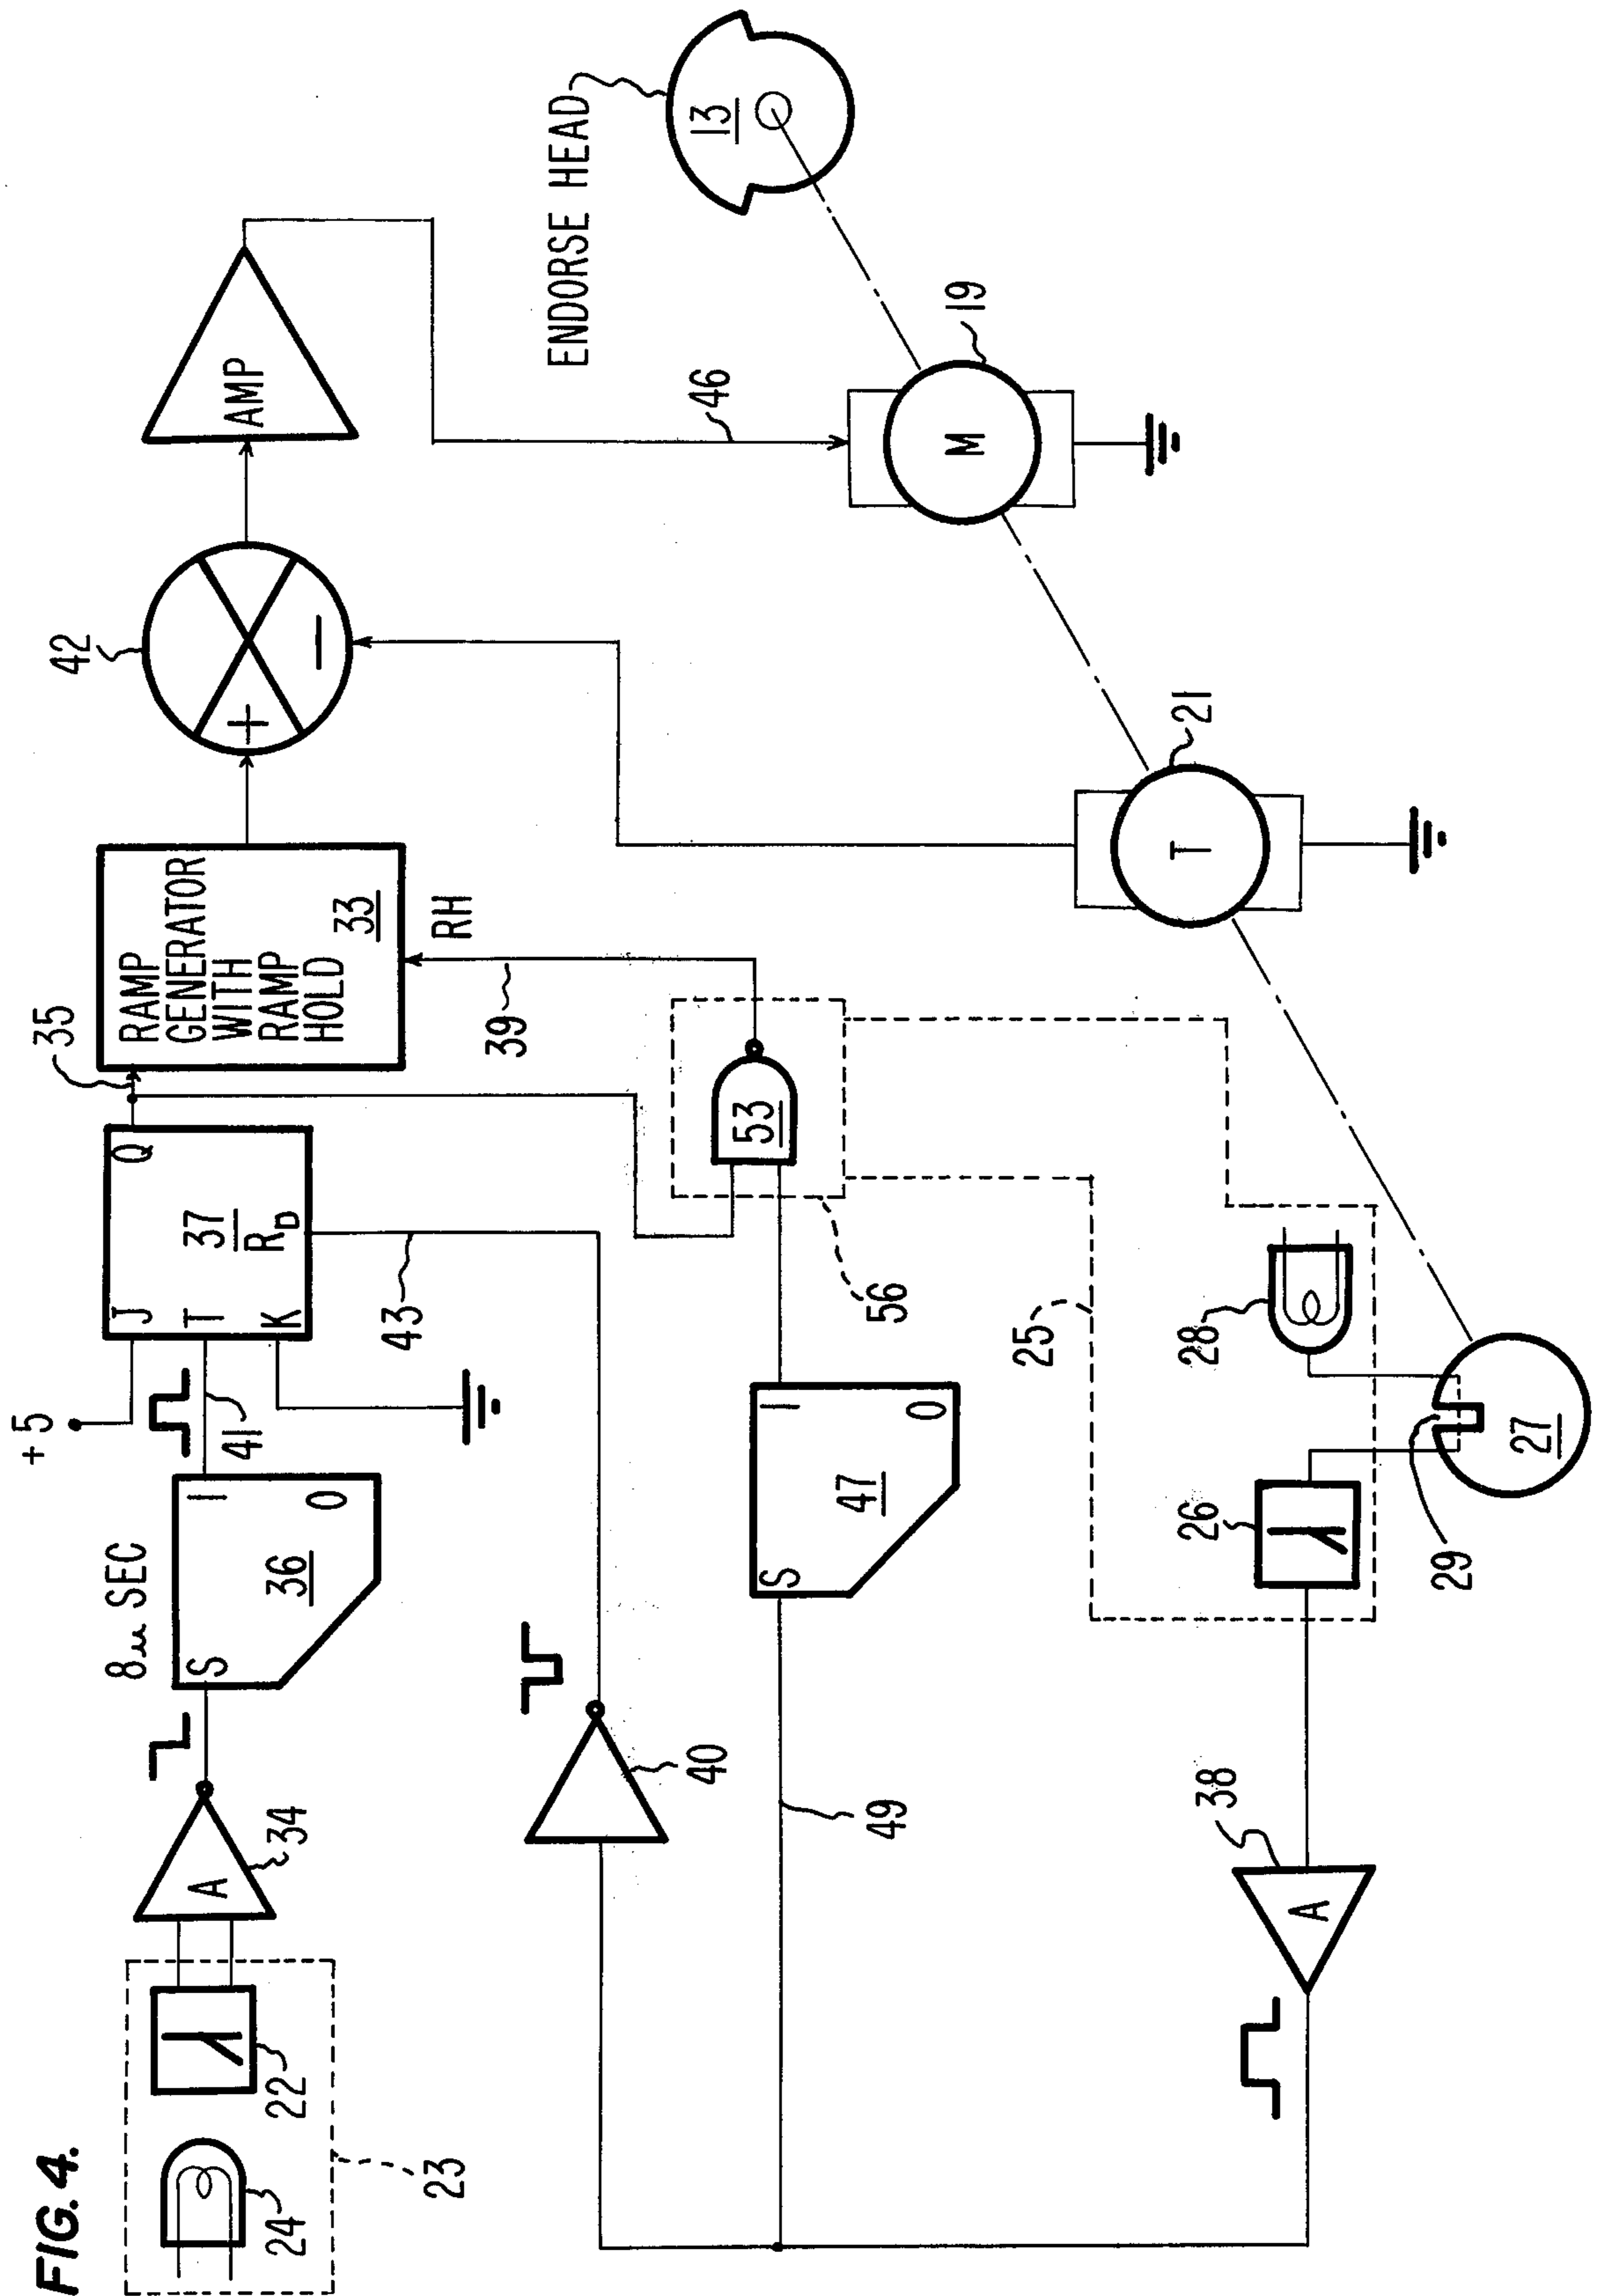 FIG. 4.
24
22
23
A
34
8μ SEC
S
I
O
36
+5
41
J
T
K
Q
37
R_D
43
35
RAMP
GENERATOR
WITH
RAMP
HOLD
33
RH
39
42
+
−
AMP
46
ENDORSE HEAD
13
M
19
T
21
40
49
S
I
O
47
53
56
25
28
26
29
27
A
38